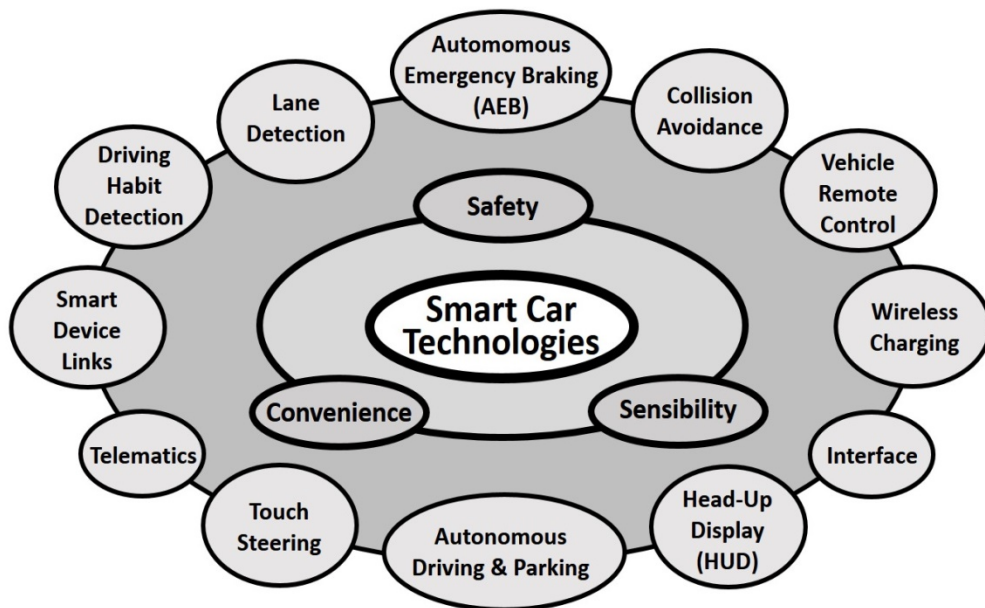 Automomous
Emergency Braking
(AEB)
Lane
Detection
Collision
Avoidance
Driving
Habit
Detection
Vehicle
Remote
Control
Safety
Smart
Device
Links
Smart Car
Technologies
Wireless
Charging
Convenience
Sensibility
Telematics
Interface
Touch
Steering
Autonomous
Driving & Parking
Head-Up
Display
(HUD)